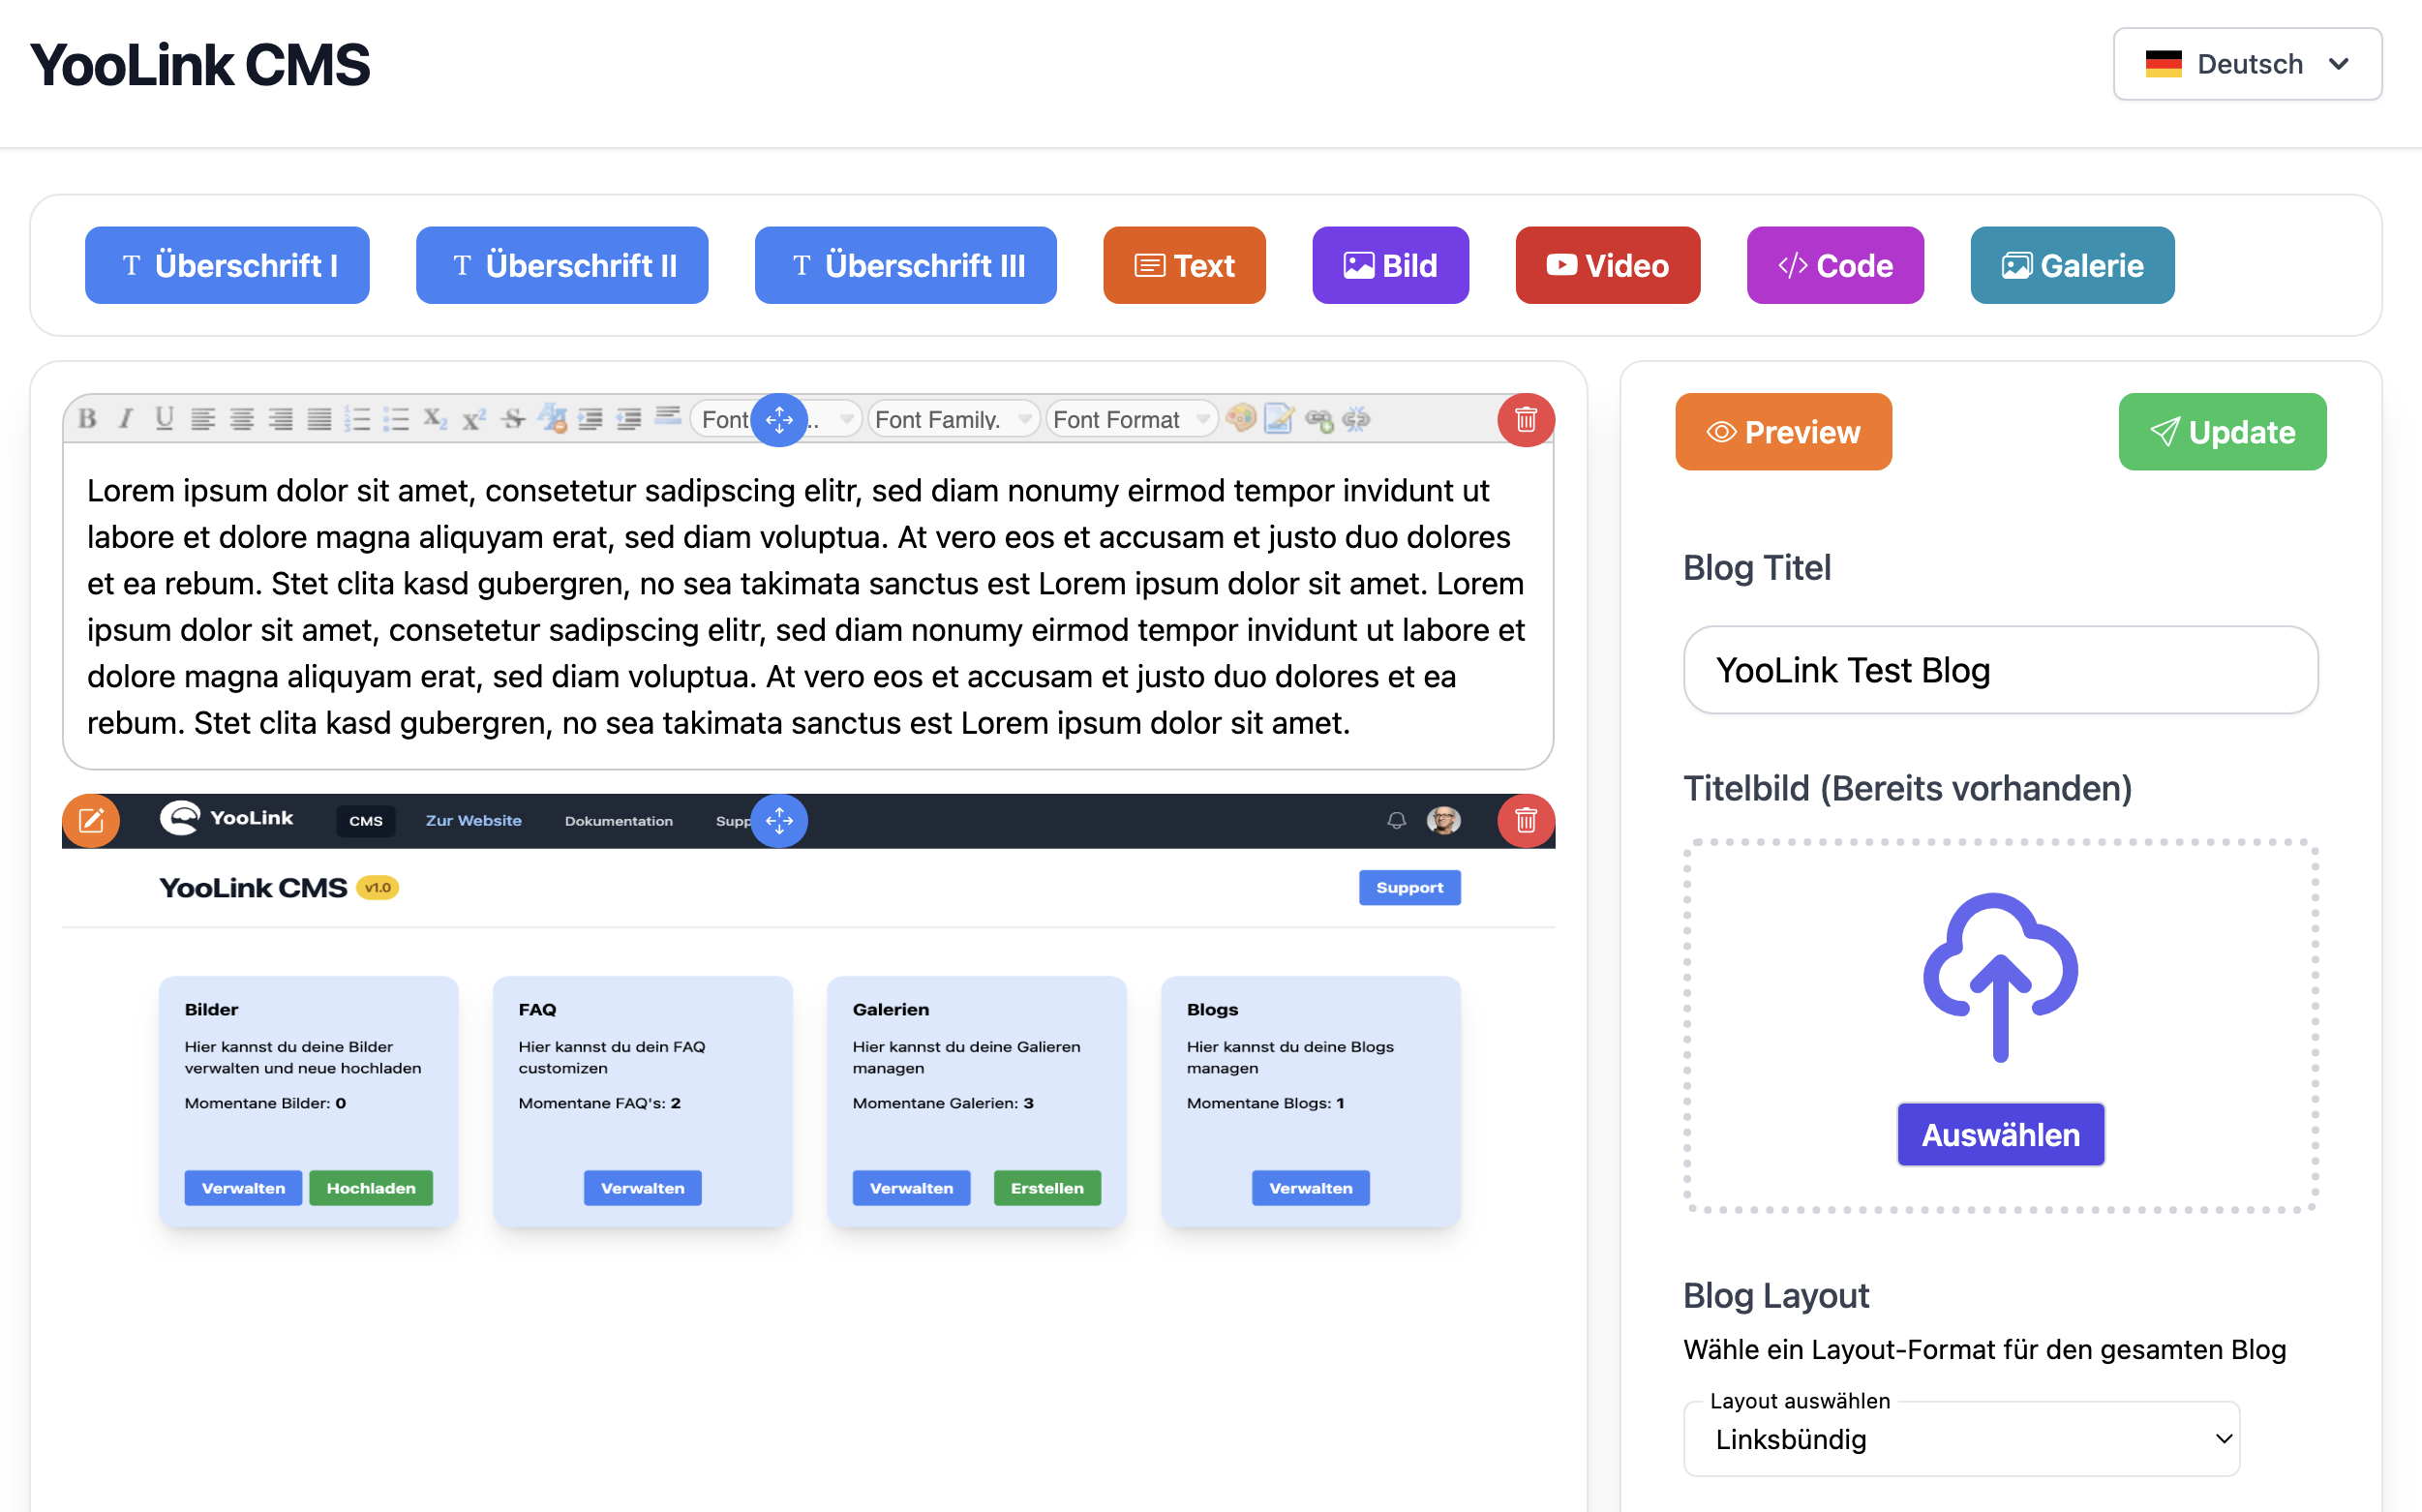 YooLink CMS
Deutsch
T Überschrift I
T Überschrift II
T Überschrift III
Text
Bild
Video
Code
Galerie
B I U
Font ..
Font Family.
Font Format
Lorem ipsum dolor sit amet, consetetur sadipscing elitr, sed diam nonumy eirmod tempor invidunt ut
labore et dolore magna aliquyam erat, sed diam voluptua. At vero eos et accusam et justo duo dolores
et ea rebum. Stet clita kasd gubergren, no sea takimata sanctus est Lorem ipsum dolor sit amet. Lorem
ipsum dolor sit amet, consetetur sadipscing elitr, sed diam nonumy eirmod tempor invidunt ut labore et
dolore magna aliquyam erat, sed diam voluptua. At vero eos et accusam et justo duo dolores et ea
rebum. Stet clita kasd gubergren, no sea takimata sanctus est Lorem ipsum dolor sit amet.
YooLink
CMS
Zur Website
Dokumentation
Supp
YooLink CMS v1.0
Support
Bilder
Hier kannst du deine Bilder
verwalten und neue hochladen
Momentane Bilder: 0
Verwalten
Hochladen
FAQ
Hier kannst du dein FAQ
customizen
Momentane FAQ's: 2
Verwalten
Galerien
Hier kannst du deine Galieren
managen
Momentane Galerien: 3
Verwalten
Erstellen
Blogs
Hier kannst du deine Blogs
managen
Momentane Blogs: 1
Verwalten
Preview
Update
Blog Titel
YooLink Test Blog
Titelbild (Bereits vorhanden)
Auswählen
Blog Layout
Wähle ein Layout-Format für den gesamten Blog
Layout auswählen
Linksbündig